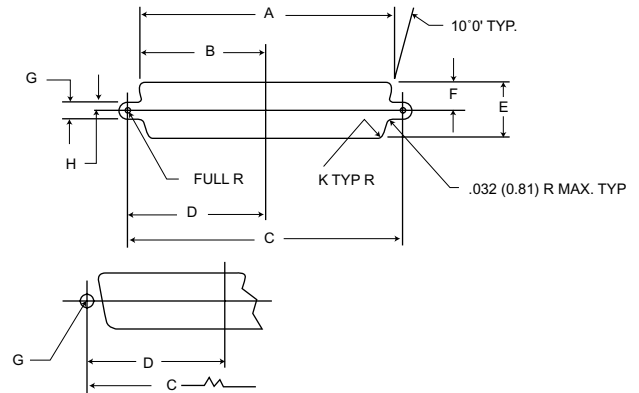 A
10˚0' TYP.
B
G
F
E
H
FULL R
K TYP R
.032 (0.81) R MAX. TYP
D
C
G
D
C